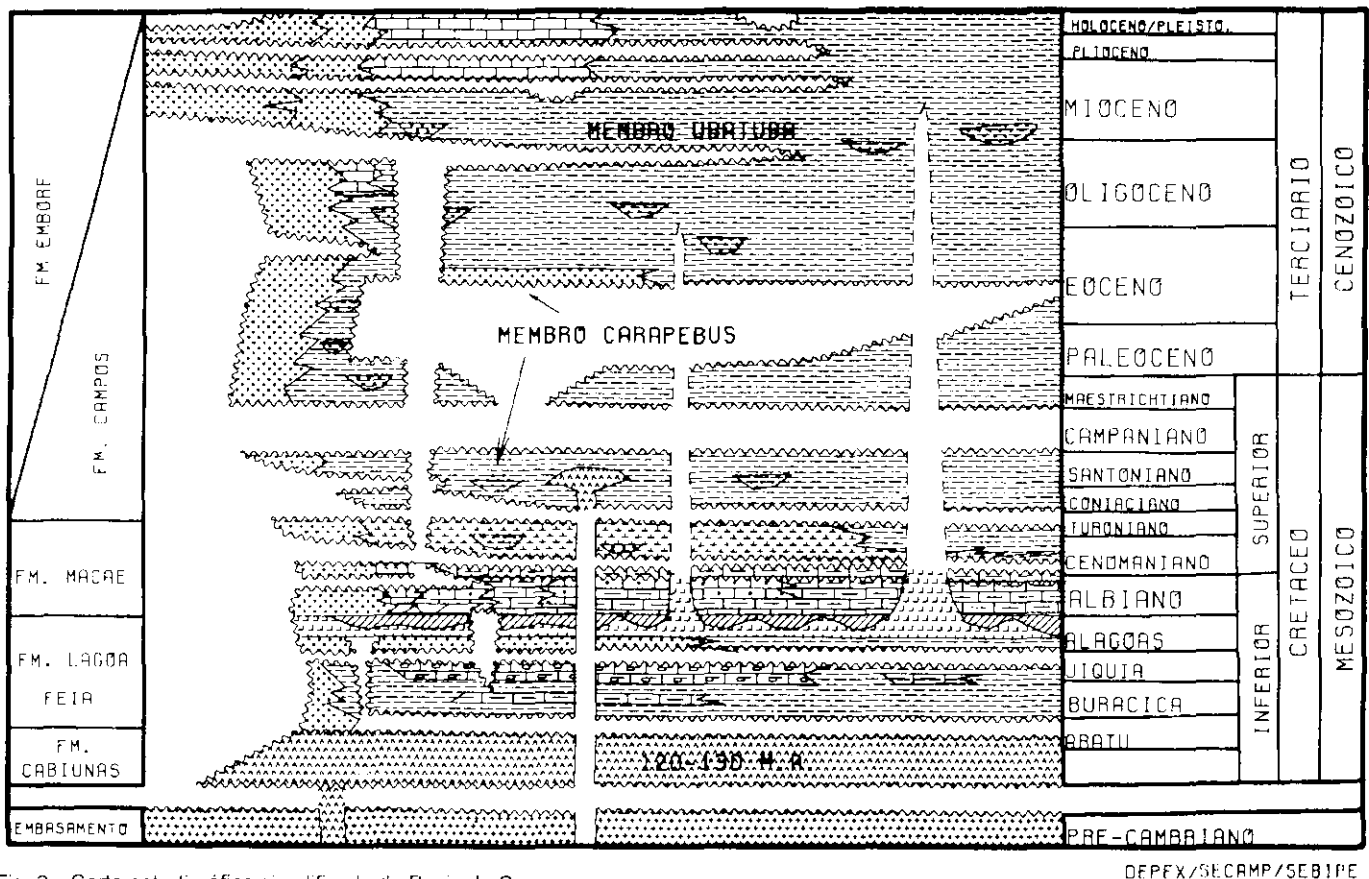 FM EMBORE
FM. CAMPOS
FM. MACAE
FM. LAGOA
FEIA
FM.
CABIUNAS
EMBASAMENTO
MEMBRO UBATUBA
MEMBRO CARAPEBUS
120-130 M.A
HOLOCENO/PLEISTO.
PLIOCENO
MIOCENO
OLIGOCENO
EOCENO
PALEOCENO
MAESTRICHTIANO
CAMPANIANO
SANTONIANO
CONIACIANO
TURONIANO
CENOMANIANO
ALBIANO
ALAGOAS
JIQUIA
BURACICA
ARATU
PRE-CAMBRIANO
SUPERIOR
INFERIOR
TERCIARIO
CRETACEO
CENOZOICO
MESOZOICO
DEPEX/SECAMP/SEBIPE